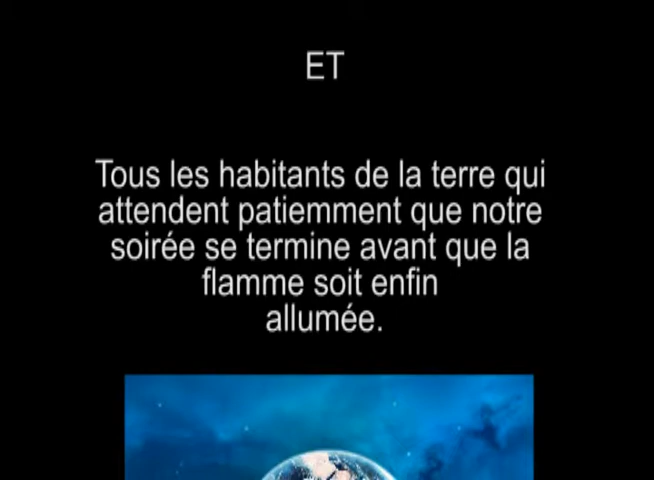 ET
Tous les habitants de la terre qui
attendent patiemment que notre
soirée se termine avant que la
flamme soit enfin
allumée.